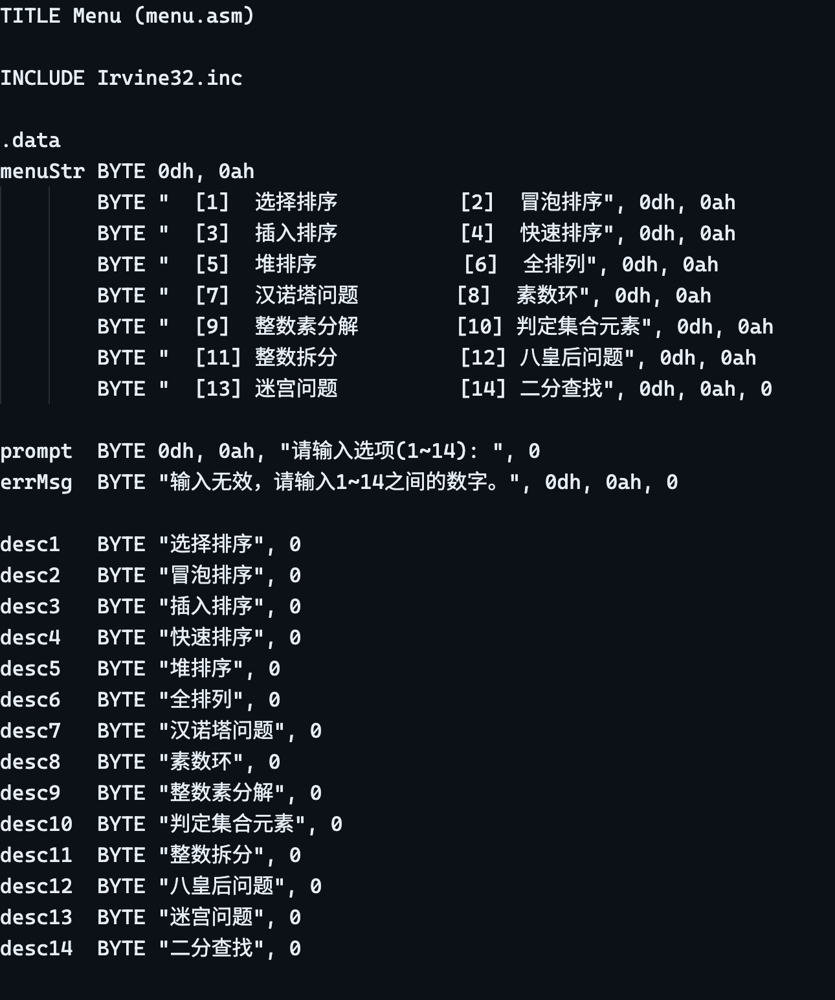 TITLE Menu (menu.asm)

INCLUDE Irvine32.inc

.data
menuStr BYTE 0dh, 0ah
        BYTE "  [1]  选择排序          [2]  冒泡排序", 0dh, 0ah
        BYTE "  [3]  插入排序          [4]  快速排序", 0dh, 0ah
        BYTE "  [5]  堆排序            [6]  全排列", 0dh, 0ah
        BYTE "  [7]  汉诺塔问题        [8]  素数环", 0dh, 0ah
        BYTE "  [9]  整数素分解        [10] 判定集合元素", 0dh, 0ah
        BYTE "  [11] 整数拆分          [12] 八皇后问题", 0dh, 0ah
        BYTE "  [13] 迷宫问题          [14] 二分查找", 0dh, 0ah, 0

prompt  BYTE 0dh, 0ah, "请输入选项(1~14): ", 0
errMsg  BYTE "输入无效，请输入1~14之间的数字。", 0dh, 0ah, 0

desc1   BYTE "选择排序", 0
desc2   BYTE "冒泡排序", 0
desc3   BYTE "插入排序", 0
desc4   BYTE "快速排序", 0
desc5   BYTE "堆排序", 0
desc6   BYTE "全排列", 0
desc7   BYTE "汉诺塔问题", 0
desc8   BYTE "素数环", 0
desc9   BYTE "整数素分解", 0
desc10  BYTE "判定集合元素", 0
desc11  BYTE "整数拆分", 0
desc12  BYTE "八皇后问题", 0
desc13  BYTE "迷宫问题", 0
desc14  BYTE "二分查找", 0